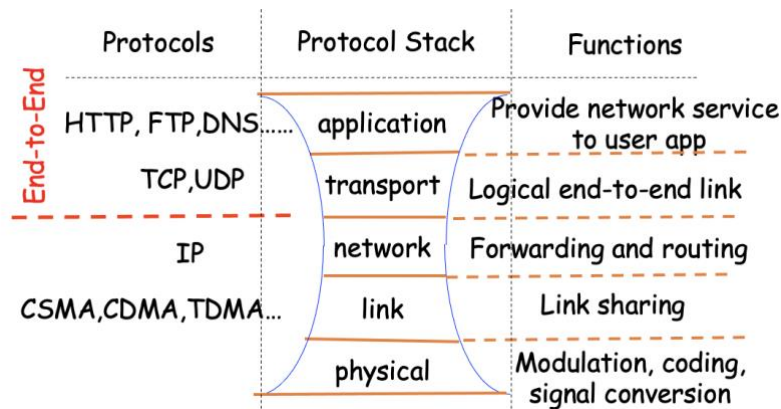 Protocols
Protocol Stack
Functions
End-to-End
HTTP, FTP,DNS......
application
Provide network service
to user app
TCP,UDP
transport
Logical end-to-end link
IP
network
Forwarding and routing
CSMA,CDMA,TDMA...
link
Link sharing
physical
Modulation, coding,
signal conversion